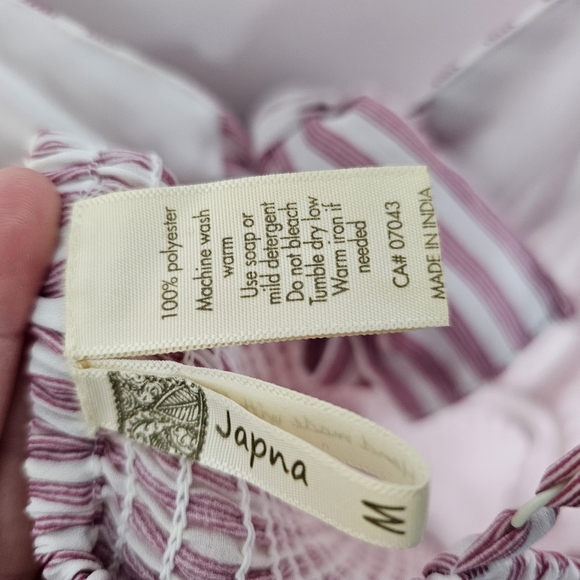 100% polyester
Machine wash
warm
Use soap or
mild detergent
Do not bleach
Tumble dry low
Warm iron if
needed
CA# 07043
MADE IN INDIA
Japna
M